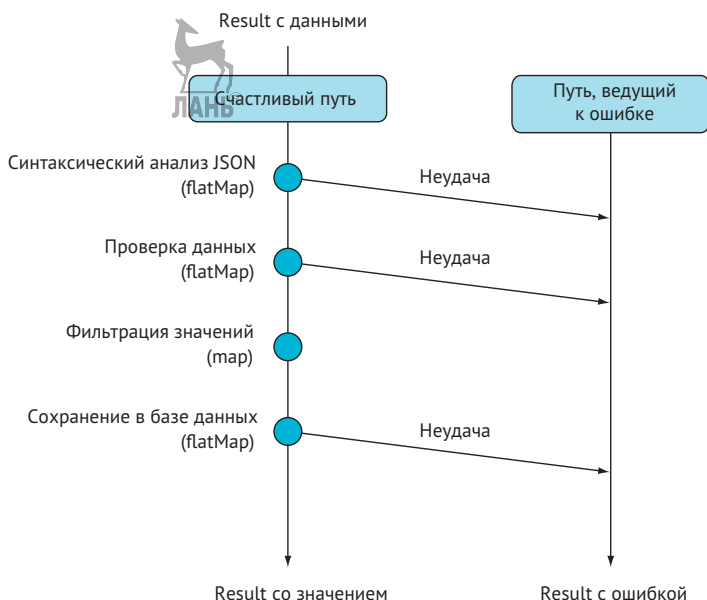 Result с данными
ЛАНЬ®
Счастливый путь
Путь, ведущий
к ошибке
Синтаксический анализ JSON
(flatMap)
Неудача
Проверка данных
(flatMap)
Неудача
Фильтрация значений
(map)
Сохранение в базе данных
(flatMap)
Неудача
Result со значением
Result с ошибкой